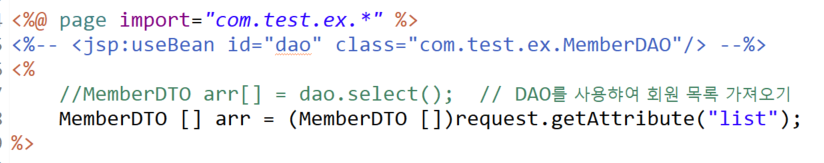 <%@ page import="com.test.ex.*" %>
<%-- <jsp:useBean id="dao" class="com.test.ex.MemberDAO"/> --%>
<%
//MemberDTO arr[] = dao.select();  // DAO를 사용햐여 회원 목록 가져오기
MemberDTO [] arr = (MemberDTO [])request.getAttribute("list");
%>